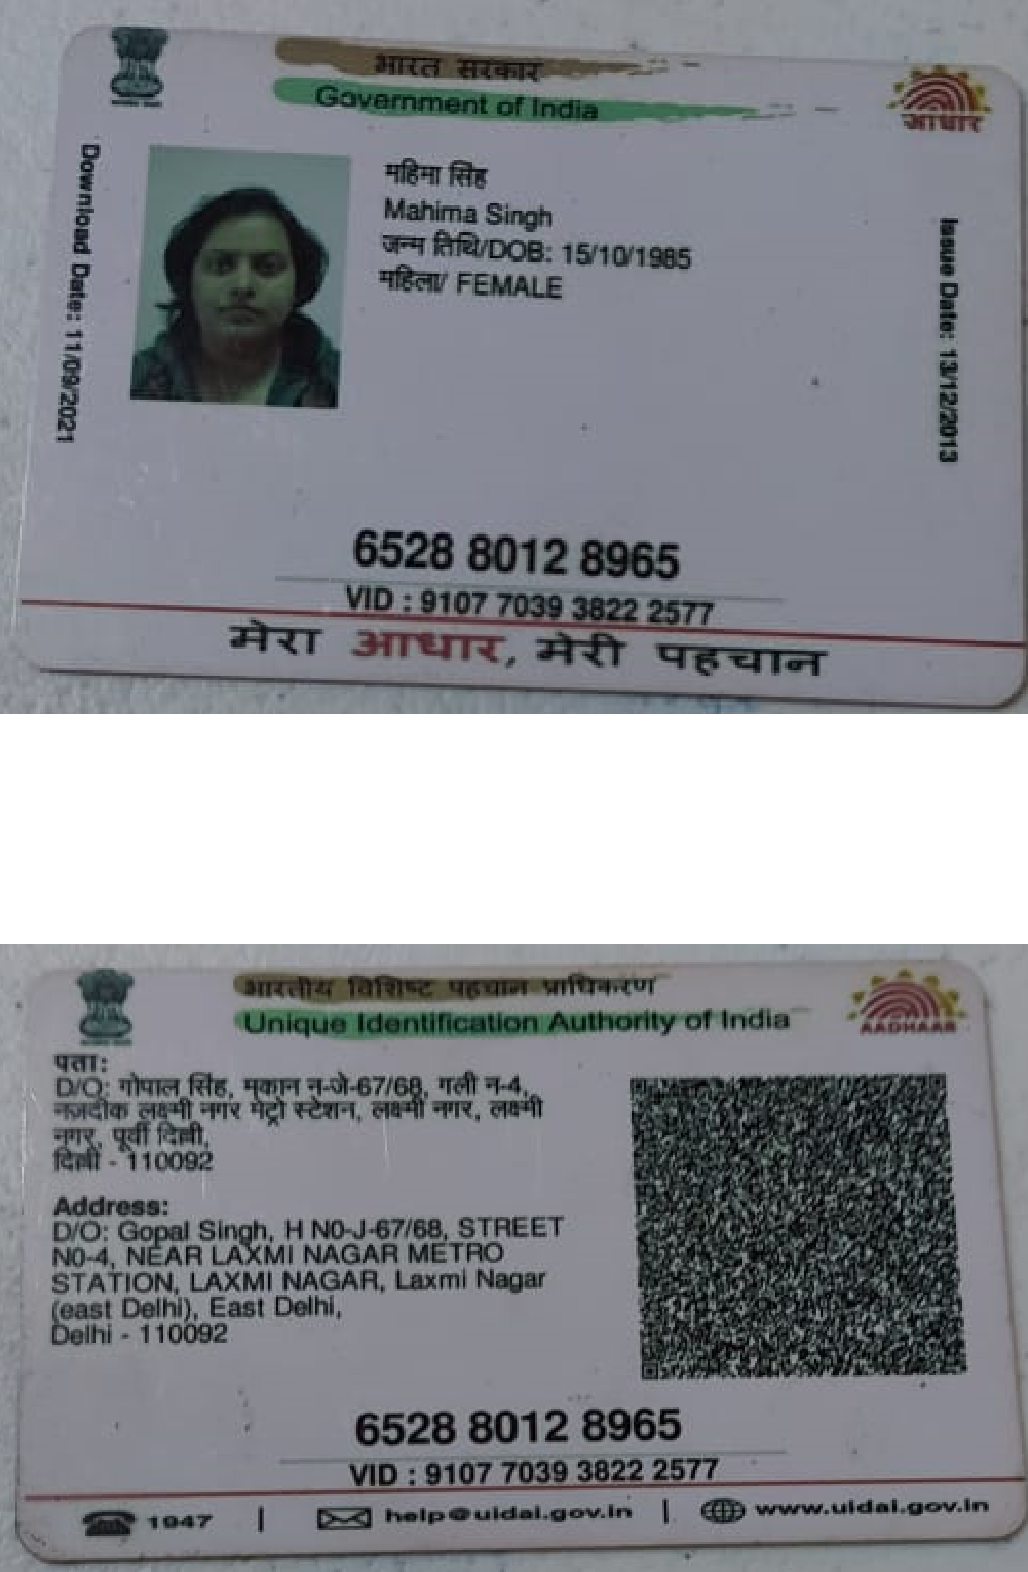 भारत सरकार
Government of India
आधार
Download Date: 11/09/2021
महिमा सिंह
Mahima Singh
जन्म तिथि/DOB: 15/10/1985
महिला/ FEMALE
Issue Date: 13/12/2013
6528 8012 8965
VID : 9107 7039 3822 2577
मेरा आधार, मेरी पहचान
भारतीय विशिष्ट पहचान प्राधिकरण
Unique Identification Authority of India
AADHAAR
पता:
D/O: गोपाल सिंह, मकान न-जे-67/68, गली न-4,
नज़दीक लक्ष्मी नगर मेट्रो स्टेशन, लक्ष्मी नगर, लक्ष्मी
नगर, पूर्वी दिल्ली,
दिल्ली - 110092
Address:
D/O: Gopal Singh, H N0-J-67/68, STREET
N0-4, NEAR LAXMI NAGAR METRO
STATION, LAXMI NAGAR, Laxmi Nagar
(east Delhi), East Delhi,
Delhi - 110092
6528 8012 8965
VID : 9107 7039 3822 2577
1947 | help@uidai.gov.in | www.uidai.gov.in